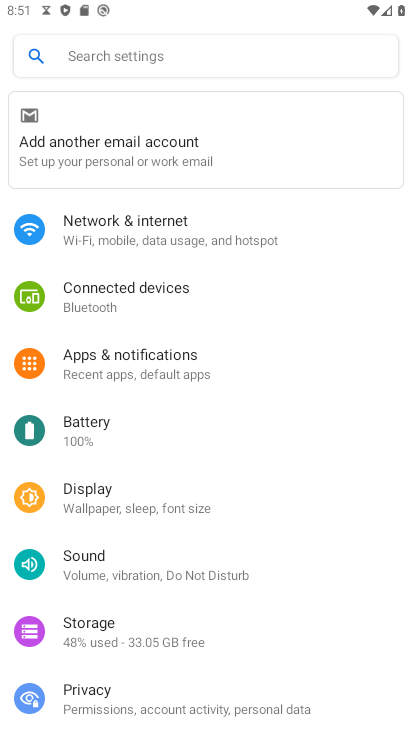 8:51
Search settings
Add another email account
Set up your personal or work email
Network & internet
Wi-Fi, mobile, data usage, and hotspot
Connected devices
Bluetooth
Apps & notifications
Recent apps, default apps
Battery
100%
Display
Wallpaper, sleep, font size
Sound
Volume, vibration, Do Not Disturb
Storage
48% used - 33.05 GB free
Privacy
Permissions, account activity, personal data